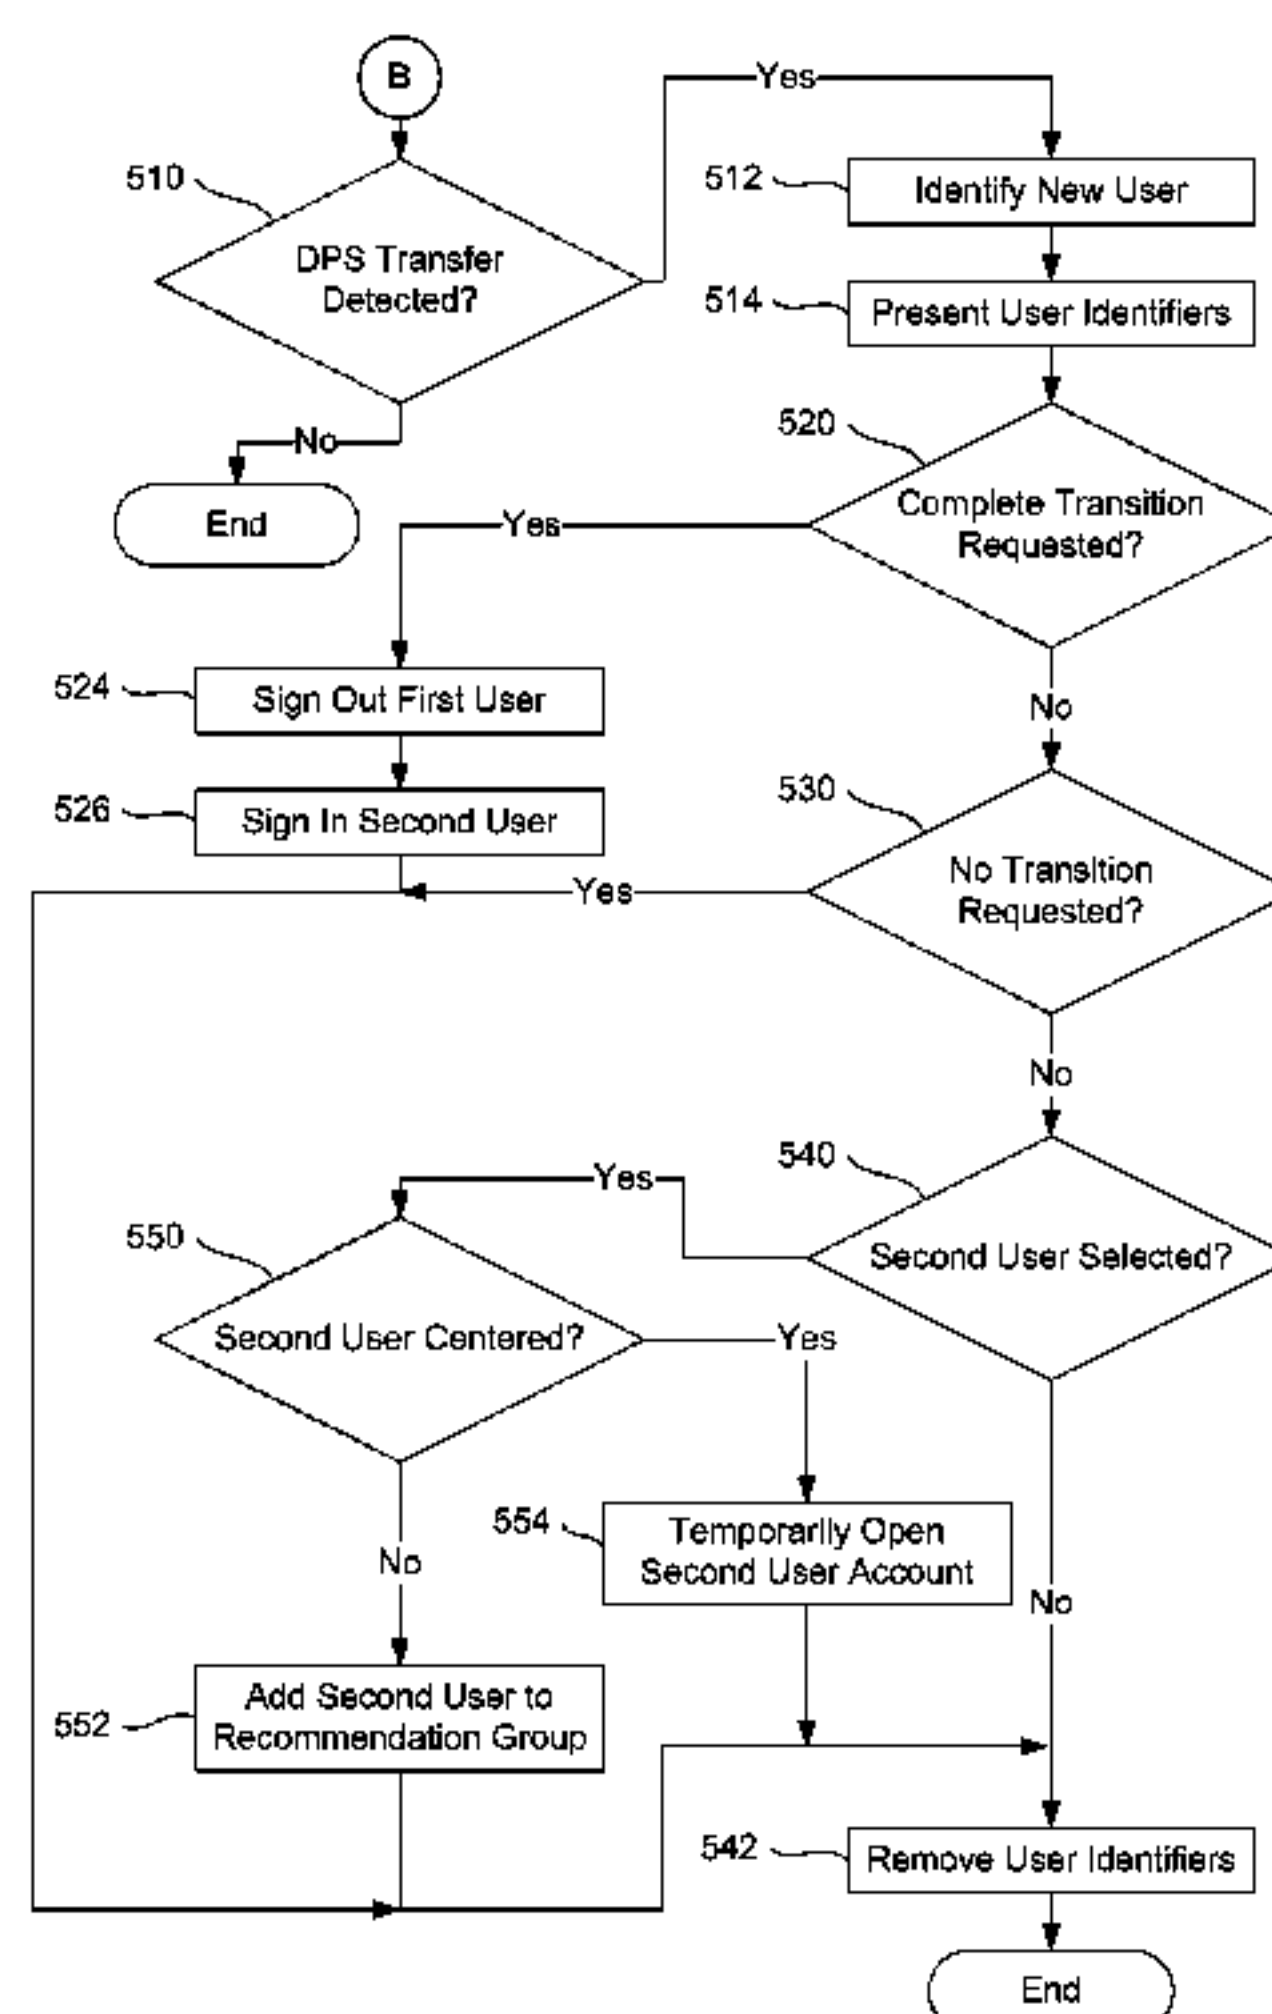 B
Yes
510
DPS Transfer
Detected?
512
Identify New User
514
Present User Identifiers
No
End
520
Complete Transition
Requested?
Yes
524
Sign Out First User
No
526
Sign In Second User
530
No Transition
Requested?
Yes
No
540
Second User Selected?
Yes
550
Second User Centered?
Yes
554
Temporarily Open
Second User Account
No
No
552
Add Second User to
Recommendation Group
542
Remove User Identifiers
End